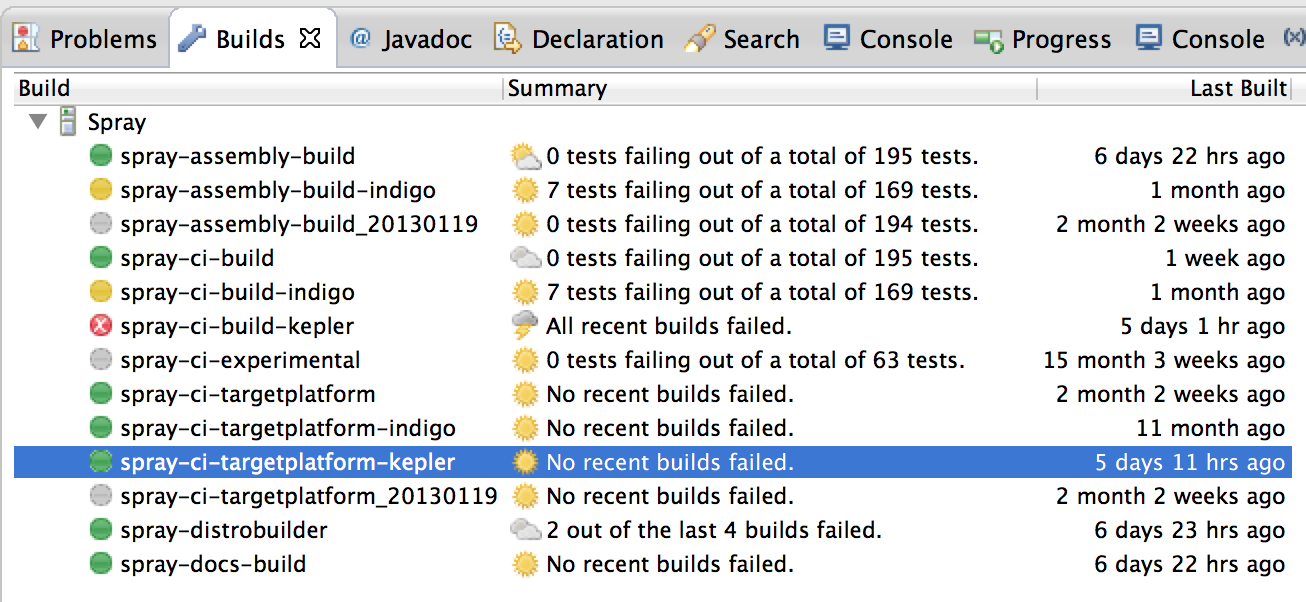 Problems Builds Javadoc Declaration Search Console Progress Console
Build Summary Last Built
Spray
spray-assembly-build 0 tests failing out of a total of 195 tests. 6 days 22 hrs ago
spray-assembly-build-indigo 7 tests failing out of a total of 169 tests. 1 month ago
spray-assembly-build_20130119 0 tests failing out of a total of 194 tests. 2 month 2 weeks ago
spray-ci-build 0 tests failing out of a total of 195 tests. 1 week ago
spray-ci-build-indigo 7 tests failing out of a total of 169 tests. 1 month ago
spray-ci-build-kepler All recent builds failed. 5 days 1 hr ago
spray-ci-experimental 0 tests failing out of a total of 63 tests. 15 month 3 weeks ago
spray-ci-targetplatform No recent builds failed. 2 month 2 weeks ago
spray-ci-targetplatform-indigo No recent builds failed. 11 month ago
spray-ci-targetplatform-kepler No recent builds failed. 5 days 11 hrs ago
spray-ci-targetplatform_20130119 No recent builds failed. 2 month 2 weeks ago
spray-distrobuilder 2 out of the last 4 builds failed. 6 days 23 hrs ago
spray-docs-build No recent builds failed. 6 days 22 hrs ago